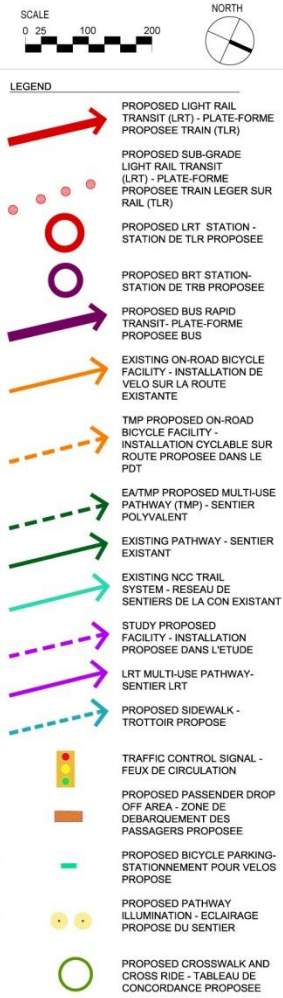 SCALE
0 25 100 200
NORTH
LEGEND
PROPOSED LIGHT RAIL
TRANSIT (LRT) - PLATE-FORME
PROPOSEE TRAIN (TLR)
PROPOSED SUB-GRADE
LIGHT RAIL TRANSIT
(LRT) - PLATE-FORME
PROPOSEE TRAIN LEGER SUR
RAIL (TLR)
PROPOSED LRT STATION -
STATION DE TLR PROPOSEE
PROPOSED BRT STATION-
STATION DE TRB PROPOSEE
PROPOSED BUS RAPID
TRANSIT- PLATE-FORME
PROPOSEE BUS
EXISTING ON-ROAD BICYCLE
FACILITY - INSTALLATION DE
VELO SUR LA ROUTE
EXISTANTE
TMP PROPOSED ON-ROAD
BICYCLE FACILITY -
INSTALLATION CYCLABLE SUR
ROUTE PROPOSEE DANS LE
PDT
EA/TMP PROPOSED MULTI-USE
PATHWAY (TMP) - SENTIER
POLYVALENT
EXISTING PATHWAY - SENTIER
EXISTANT
EXISTING NCC TRAIL
SYSTEM - RESEAU DE
SENTIERS DE LA CON EXISTANT
STUDY PROPOSED
FACILITY - INSTALLATION
PROPOSEE DANS L'ETUDE
LRT MULTI-USE PATHWAY-
SENTIER LRT
PROPOSED SIDEWALK -
TROTTOIR PROPOSE
TRAFFIC CONTROL SIGNAL -
FEUX DE CIRCULATION
PROPOSED PASSENDER DROP
OFF AREA - ZONE DE
DEBARQUEMENT DES
PASSAGERS PROPOSEE
PROPOSED BICYCLE PARKING-
STATIONNEMENT POUR VELOS
PROPOSE
PROPOSED PATHWAY
ILLUMINATION - ECLAIRAGE
PROPOSE DU SENTIER
PROPOSED CROSSWALK AND
CROSS RIDE - TABLEAU DE
CONCORDANCE PROPOSEE